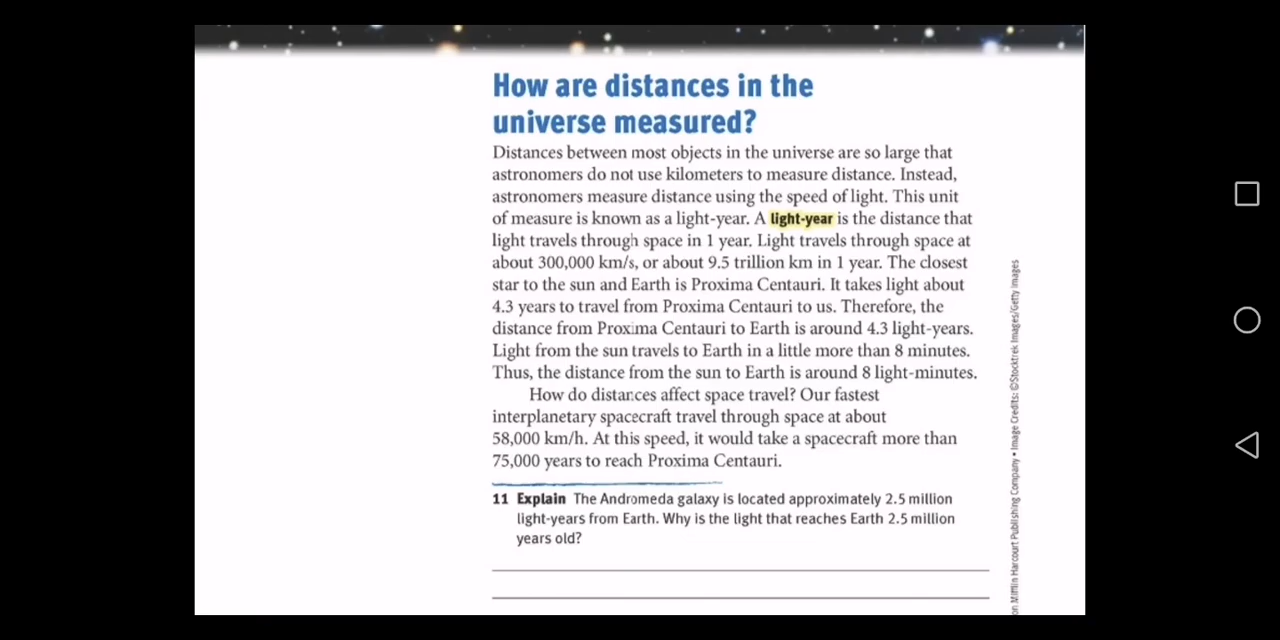 How are distances in the
universe measured?
Distances between most objects in the universe are so large that
astronomers do not use kilometers to measure distance. Instead,
astronomers measure distance using the speed of light. This unit
of measure is known as a light-year. A light-year is the distance that
light travels through space in 1 year. Light travels through space at
about 300,000 km/s, or about 9.5 trillion km in 1 year. The closest
star to the sun and Earth is Proxima Centauri. It takes light about
4.3 years to travel from Proxima Centauri to us. Therefore, the
distance from Proxima Centauri to Earth is around 4.3 light-years.
Light from the sun travels to Earth in a little more than 8 minutes.
Thus, the distance from the sun to Earth is around 8 light-minutes.
How do distances affect space travel? Our fastest
interplanetary spacecraft travel through space at about
58,000 km/h. At this speed, it would take a spacecraft more than
75,000 years to reach Proxima Centauri.
11 Explain The Andromeda galaxy is located approximately 2.5 million
light-years from Earth. Why is the light that reaches Earth 2.5 million
years old?
on Mifflin Harcourt Publishing Company • Image Credits: ©Stocktrek Images/Getty Images